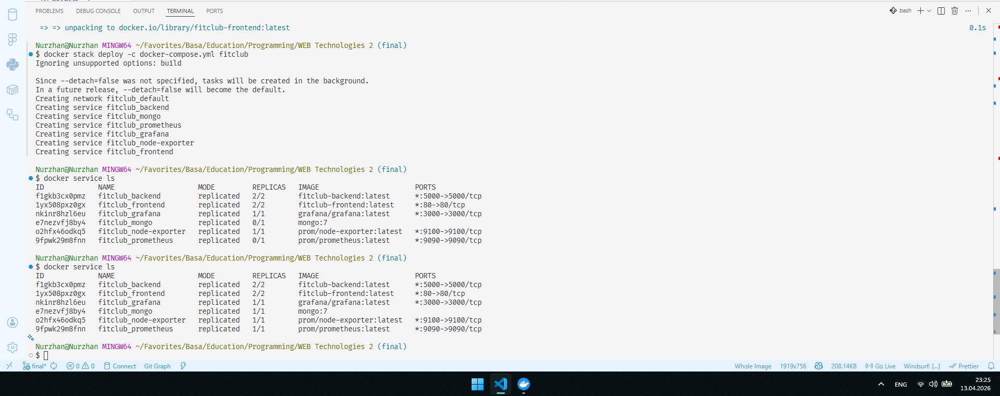 PROBLEMS DEBUG CONSOLE OUTPUT TERMINAL PORTS bash
=> => unpacking to docker.io/library/fitclub-frontend:latest 0.1s
Nurzhan@Nurzhan MINGW64 ~/Favorites/Basa/Education/Programming/WEB Technologies 2 (final)
$ docker stack deploy -c docker-compose.yml fitclub
Ignoring unsupported options: build
Since --detach=false was not specified, tasks will be created in the background.
In a future release, --detach=false will become the default.
Creating network fitclub_default
Creating service fitclub_backend
Creating service fitclub_mongo
Creating service fitclub_prometheus
Creating service fitclub_grafana
Creating service fitclub_node-exporter
Creating service fitclub_frontend
Nurzhan@Nurzhan MINGW64 ~/Favorites/Basa/Education/Programming/WEB Technologies 2 (final)
$ docker service ls
ID NAME MODE REPLICAS IMAGE PORTS
f1gkb3cx0pmz fitclub_backend replicated 2/2 fitclub-backend:latest *:5000->5000/tcp
1yx508pxz0gx fitclub_frontend replicated 2/2 fitclub-frontend:latest *:80->80/tcp
nkinr8hzl6eu fitclub_grafana replicated 1/1 grafana/grafana:latest *:3000->3000/tcp
e7nezvfj8by4 fitclub_mongo replicated 0/1 mongo:7
o2hfx46odkq5 fitclub_node-exporter replicated 1/1 prom/node-exporter:latest *:9100->9100/tcp
9fpwk29m8fnn fitclub_prometheus replicated 0/1 prom/prometheus:latest *:9090->9090/tcp
Nurzhan@Nurzhan MINGW64 ~/Favorites/Basa/Education/Programming/WEB Technologies 2 (final)
$ docker service ls
ID NAME MODE REPLICAS IMAGE PORTS
f1gkb3cx0pmz fitclub_backend replicated 2/2 fitclub-backend:latest *:5000->5000/tcp
1yx508pxz0gx fitclub_frontend replicated 2/2 fitclub-frontend:latest *:80->80/tcp
nkinr8hzl6eu fitclub_grafana replicated 1/1 grafana/grafana:latest *:3000->3000/tcp
e7nezvfj8by4 fitclub_mongo replicated 1/1 mongo:7
o2hfx46odkq5 fitclub_node-exporter replicated 1/1 prom/node-exporter:latest *:9100->9100/tcp
9fpwk29m8fnn fitclub_prometheus replicated 1/1 prom/prometheus:latest *:9090->9090/tcp
Nurzhan@Nurzhan MINGW64 ~/Favorites/Basa/Education/Programming/WEB Technologies 2 (final)
$
final* 0 0 Connect Git Graph Whole Image 1919x756 208.14KB Go Live Windsurf: {...} Prettier
ENG 23:25
13.04.2026